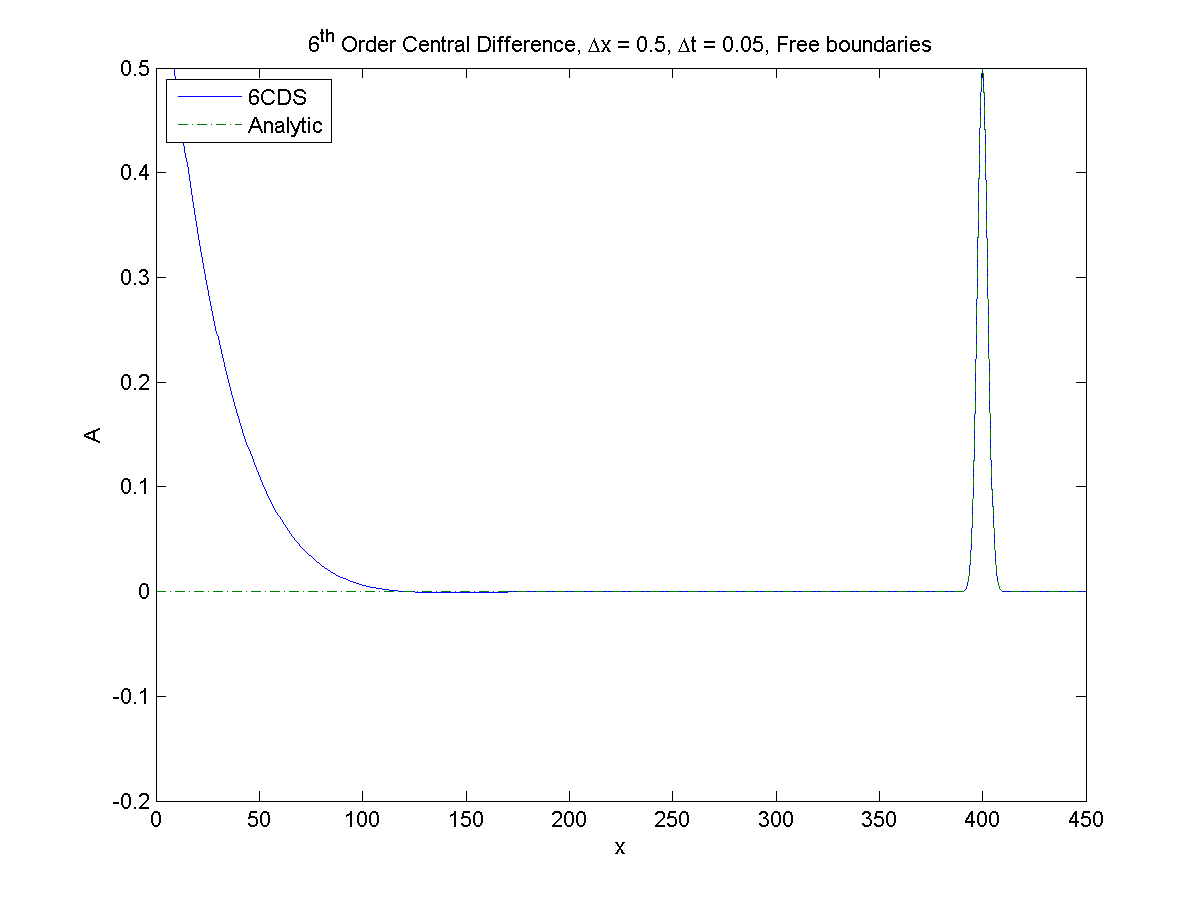 6th Order Central Difference, Δx = 0.5, Δt = 0.05, Free boundaries
6CDS
Analytic
0.5
0.4
0.3
0.2
0.1
0
-0.1
-0.2
A
0 50 100 150 200 250 300 350 400 450
x